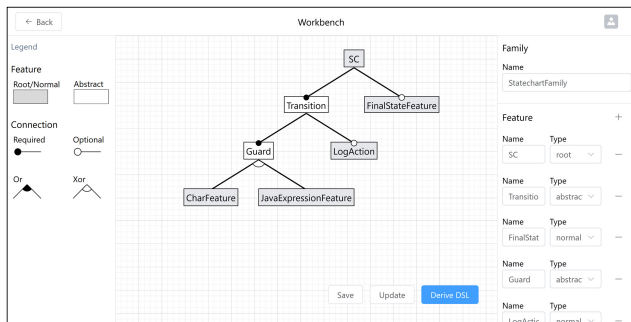 ← Back
Workbench
Legend
Feature
Root/Normal Abstract
Connection
Required Optional
Or Xor
SC
Transition FinalStateFeature
Guard LogAction
CharFeature JavaExpressionFeature
Save Update Derive DSL
Family
Name
StatechartFamily
Feature +
Name Type
SC root
Name Type
Transitio abstrac
Name Type
FinalStat normal
Name Type
Guard abstrac
Name Type
LogActic normal